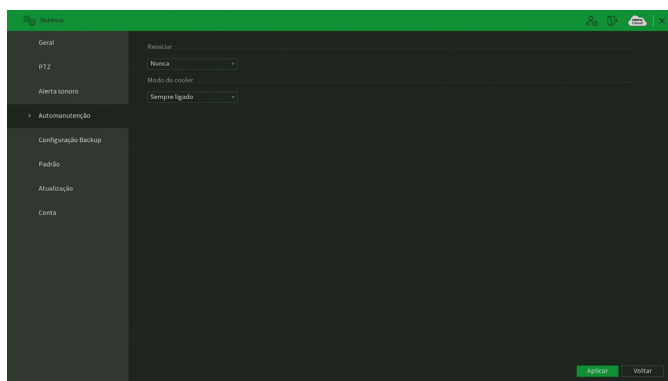 Sistema
Geral
PTZ
Alerta sonoro
Automanutenção
Configuração Backup
Padrão
Atualização
Conta
Reiniciar
Nunca
Modo do cooler
Sempre ligado
Aplicar
Voltar